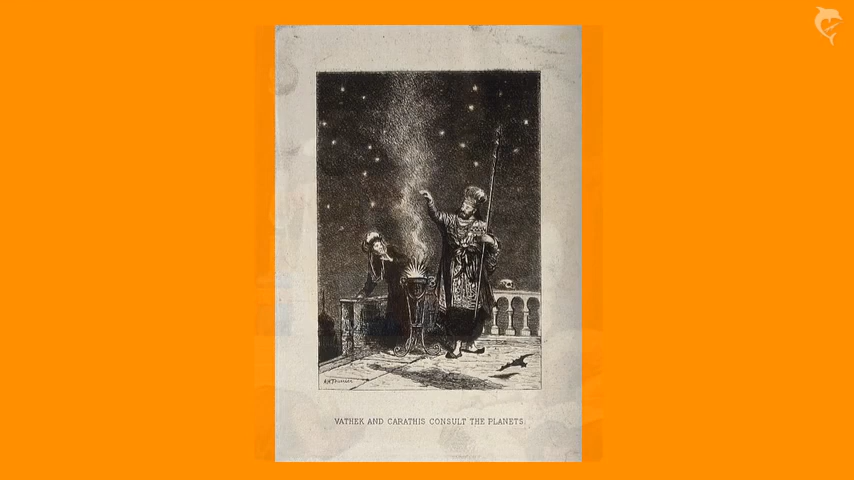 VATHEK AND CARATHIS CONSULT THE PLANETS.